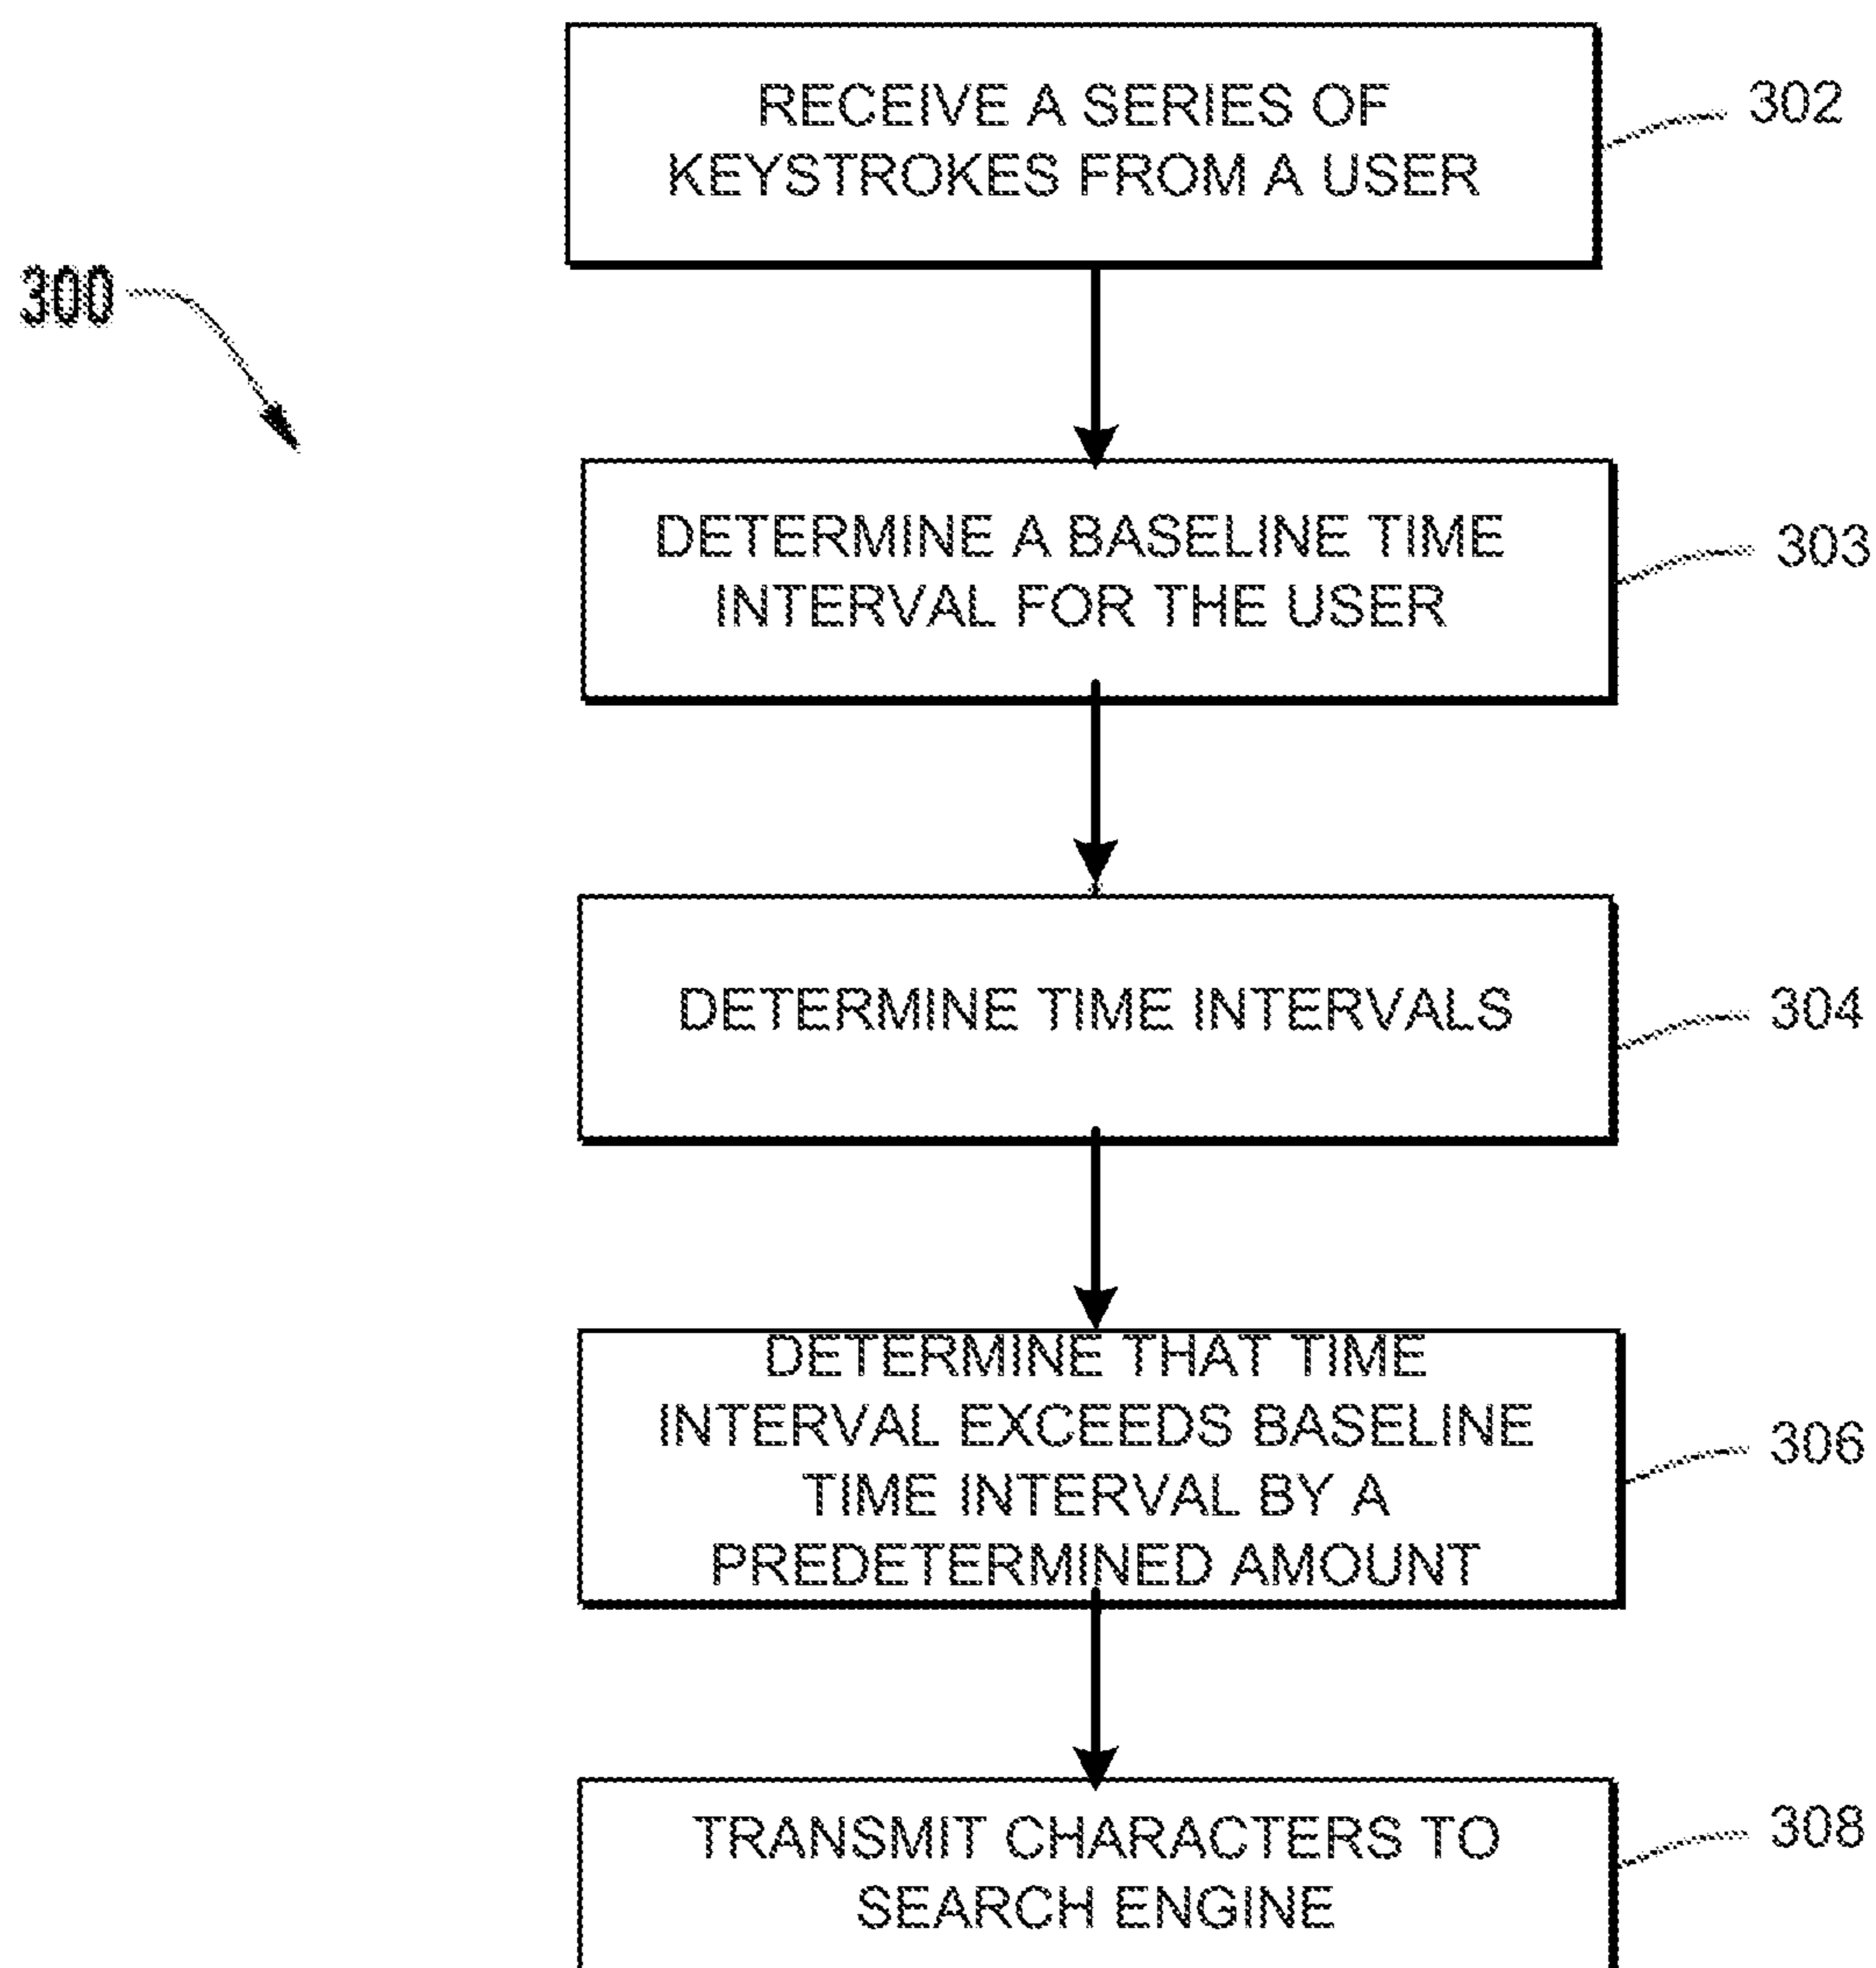 RECEIVE A SERIES OF
KEYSTROKES FROM A USER
302
300
DETERMINE A BASELINE TIME
INTERVAL FOR THE USER
303
DETERMINE TIME INTERVALS
304
DETERMINE THAT TIME
INTERVAL EXCEEDS BASELINE
TIME INTERVAL BY A
PREDETERMINED AMOUNT
306
TRANSMIT CHARACTERS TO
SEARCH ENGINE
308